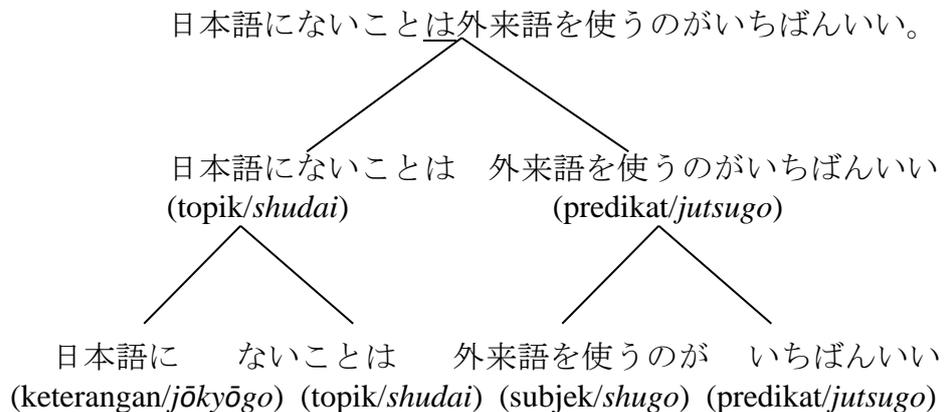 日本語にないことは外来語を使うのがいちばんいい。
日本語にないことは 外来語を使うのがいちばんいい
(topik/shudai) (predikat/jutsugo)
日本語に ないことは 外来語を使うのが いちばんいい
(keterangan/jōkyōgo) (topik/shudai) (subjek/shugo) (predikat/jutsugo)